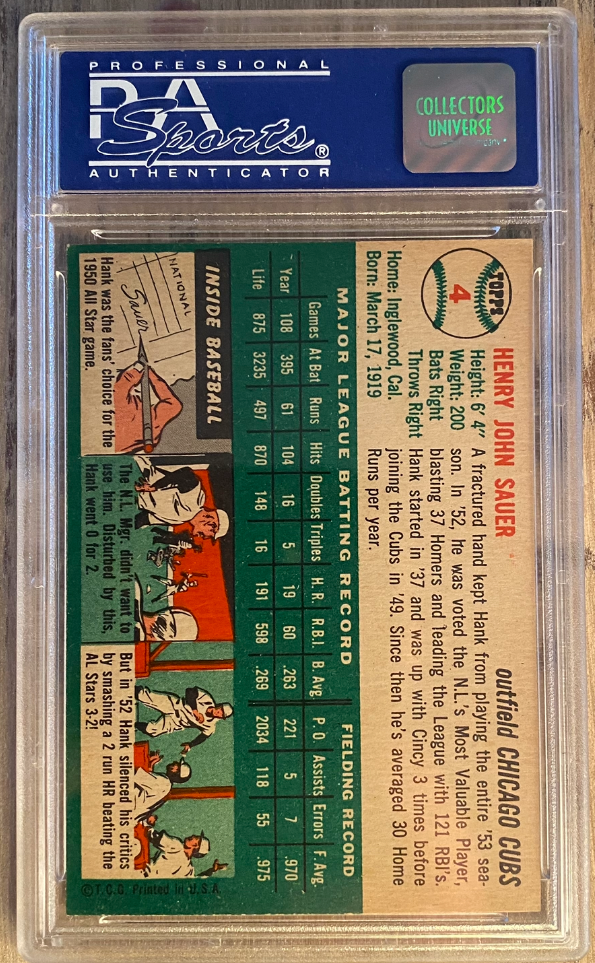 PROFESSIONAL
PSA
Sports®
AUTHENTICATOR
COLLECTORS
UNIVERSE
TOPPS
4
HENRY JOHN SAUER
outfield CHICAGO CUBS
Height: 6' 4"
Weight: 200
Bats Right
Throws Right
Home: Inglewood, Cal.
Born: March 17, 1919
A fractured hand kept Hank from playing the entire '53 sea-
son. In '52, he was voted the N.L.'s Most Valuable Player,
blasting 37 Homers and leading the League with 121 RBI's.
Hank started in '37 and was up with Cincy 3 times before
joining the Cubs in '49. Since then he's averaged 30 Home
Runs per year.
MAJOR LEAGUE BATTING RECORD FIELDING RECORD
Games At Bat Runs Hits Doubles Triples H. R. R.B.I. B. Avg. P. O Assists Errors F. Avg.
Year 108 395 61 104 16 5 19 60 .263 221 5 7 .970
Life 875 3235 497 870 148 16 191 598 .269 2034 118 55 .975
INSIDE BASEBALL
NATIONAL
Sauer
Hank was the fans choice for the
1950 All Star game.
The N.L. Mgr. didn't want to
use him. Disturbed by this,
Hank went 0 for 2.
But in '52 Hank silenced his critics
by smashing a 2 run HR beating the
AL Stars 3-2!
© T. C. G. Printed in U.S.A.